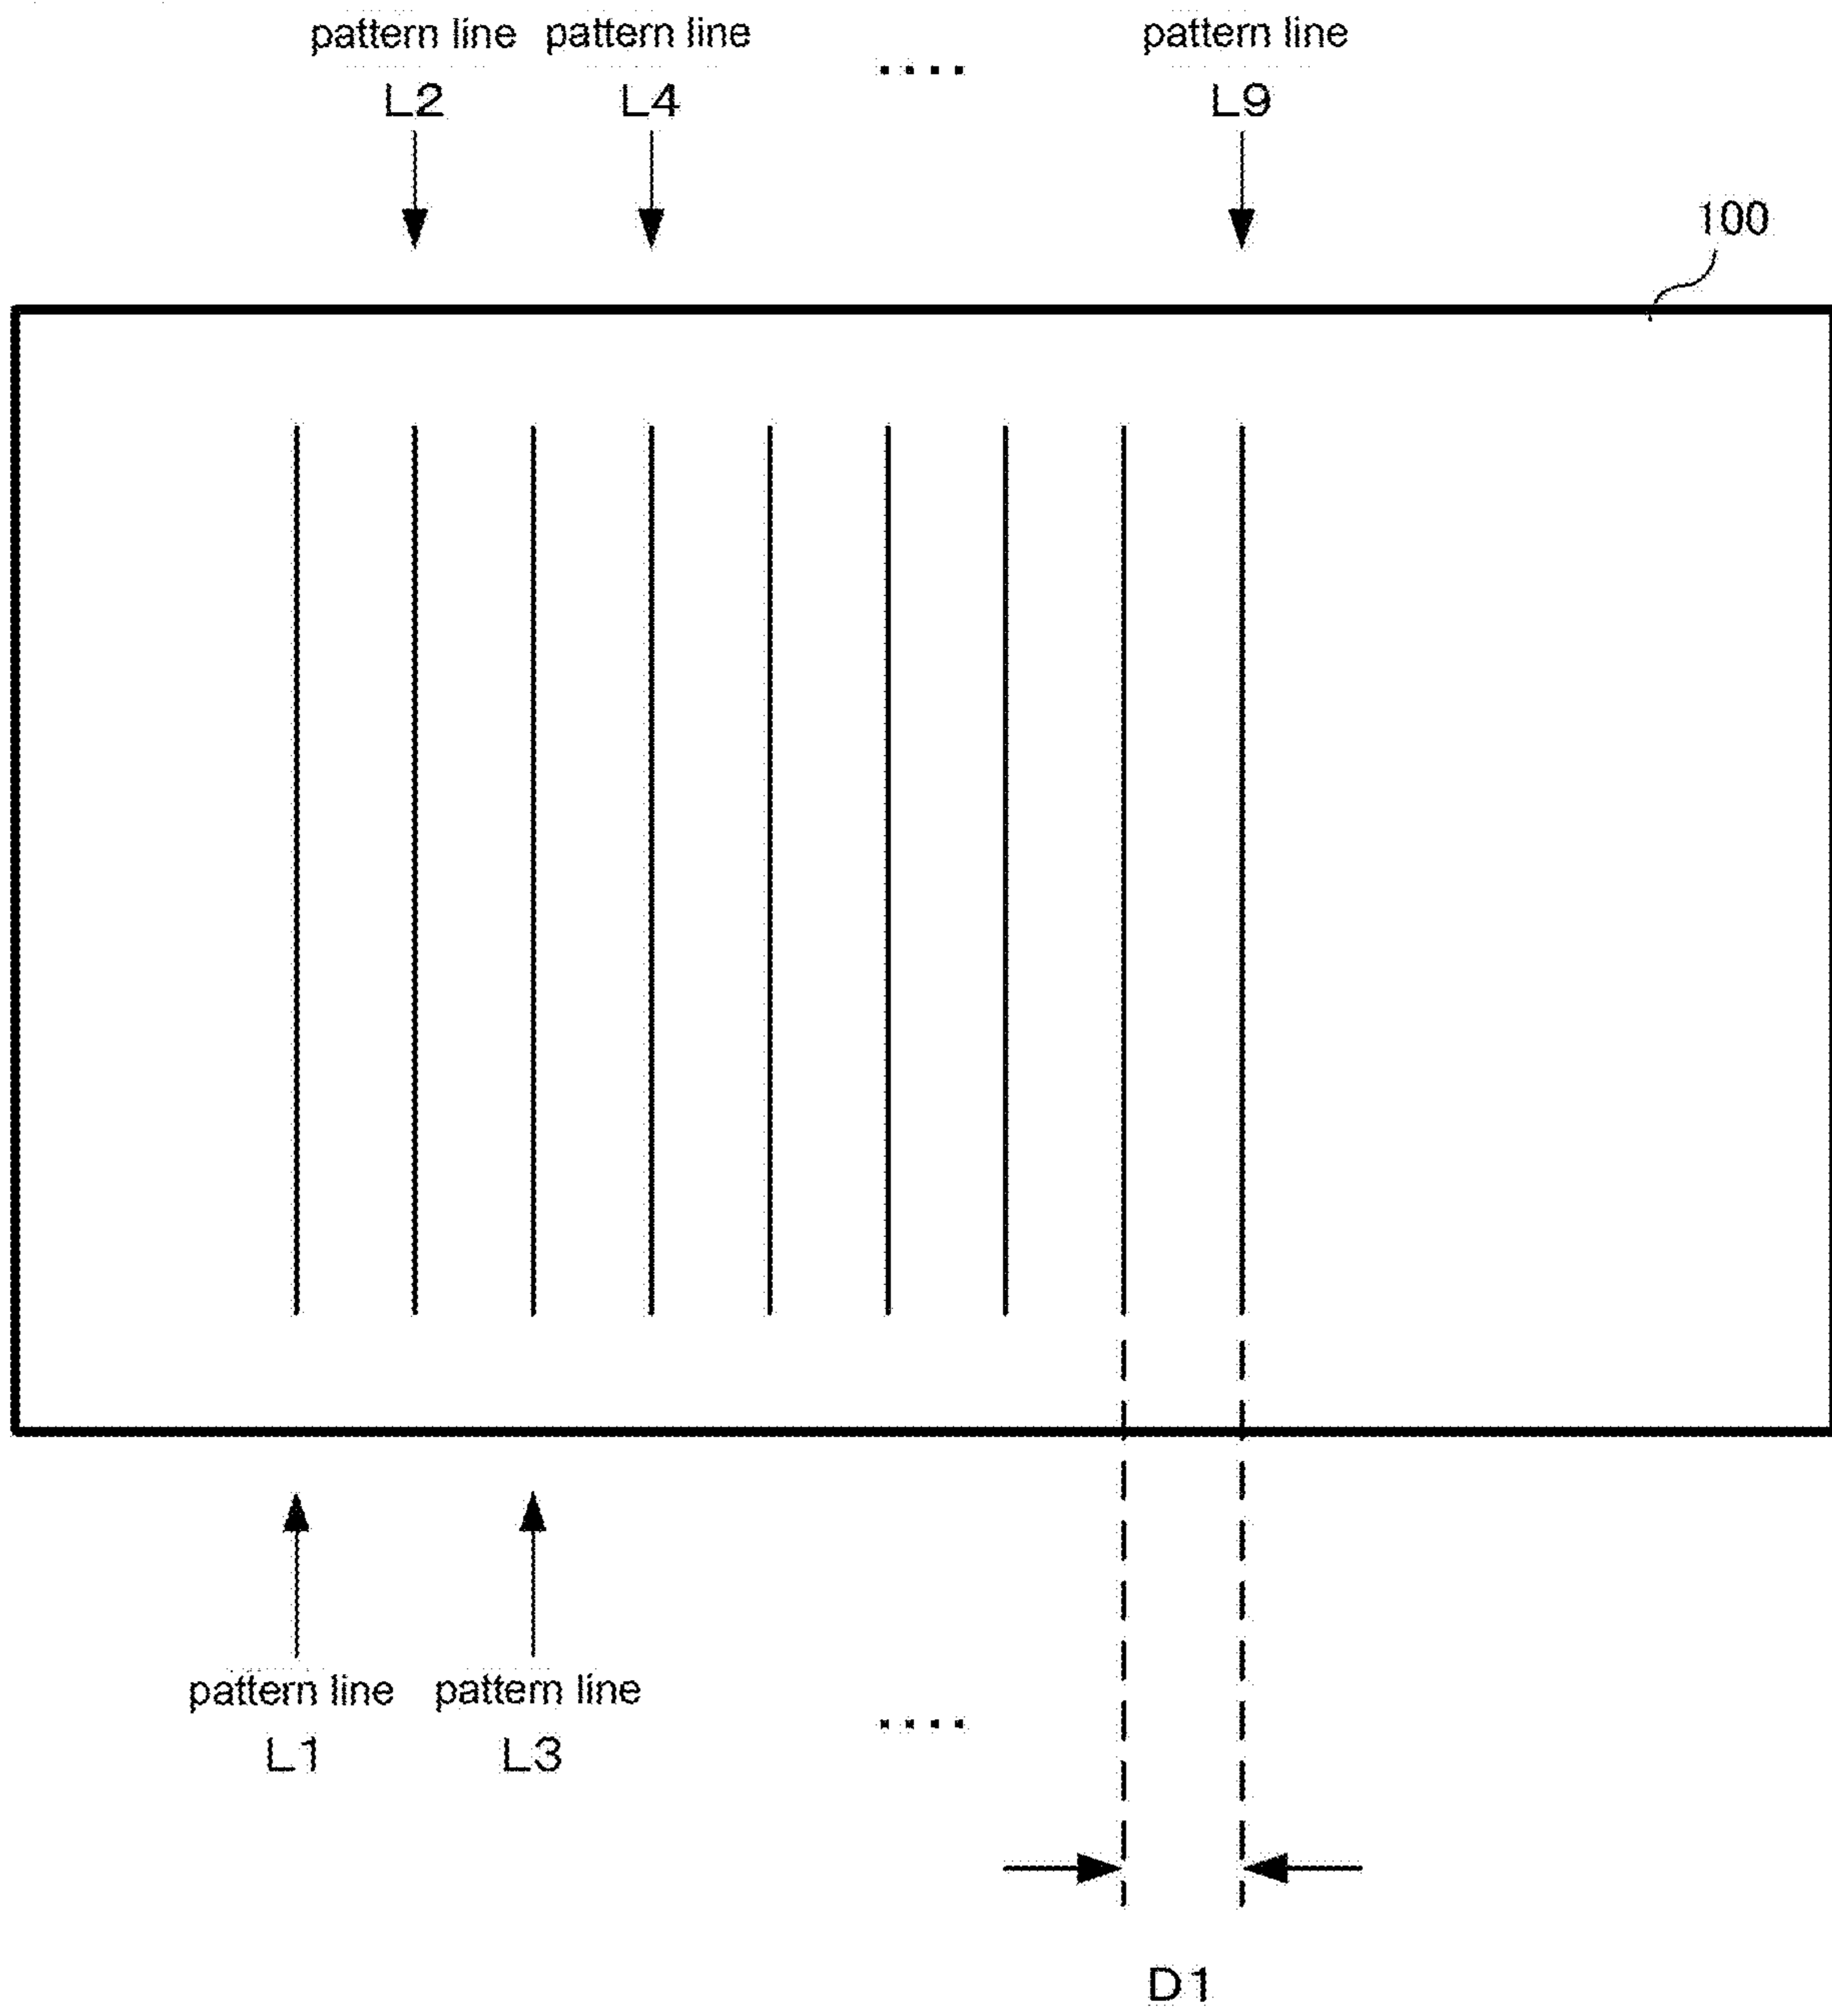 pattern line pattern line pattern line
L2 L4 .... L9
100
pattern line pattern line
L1 L3 ....
D1